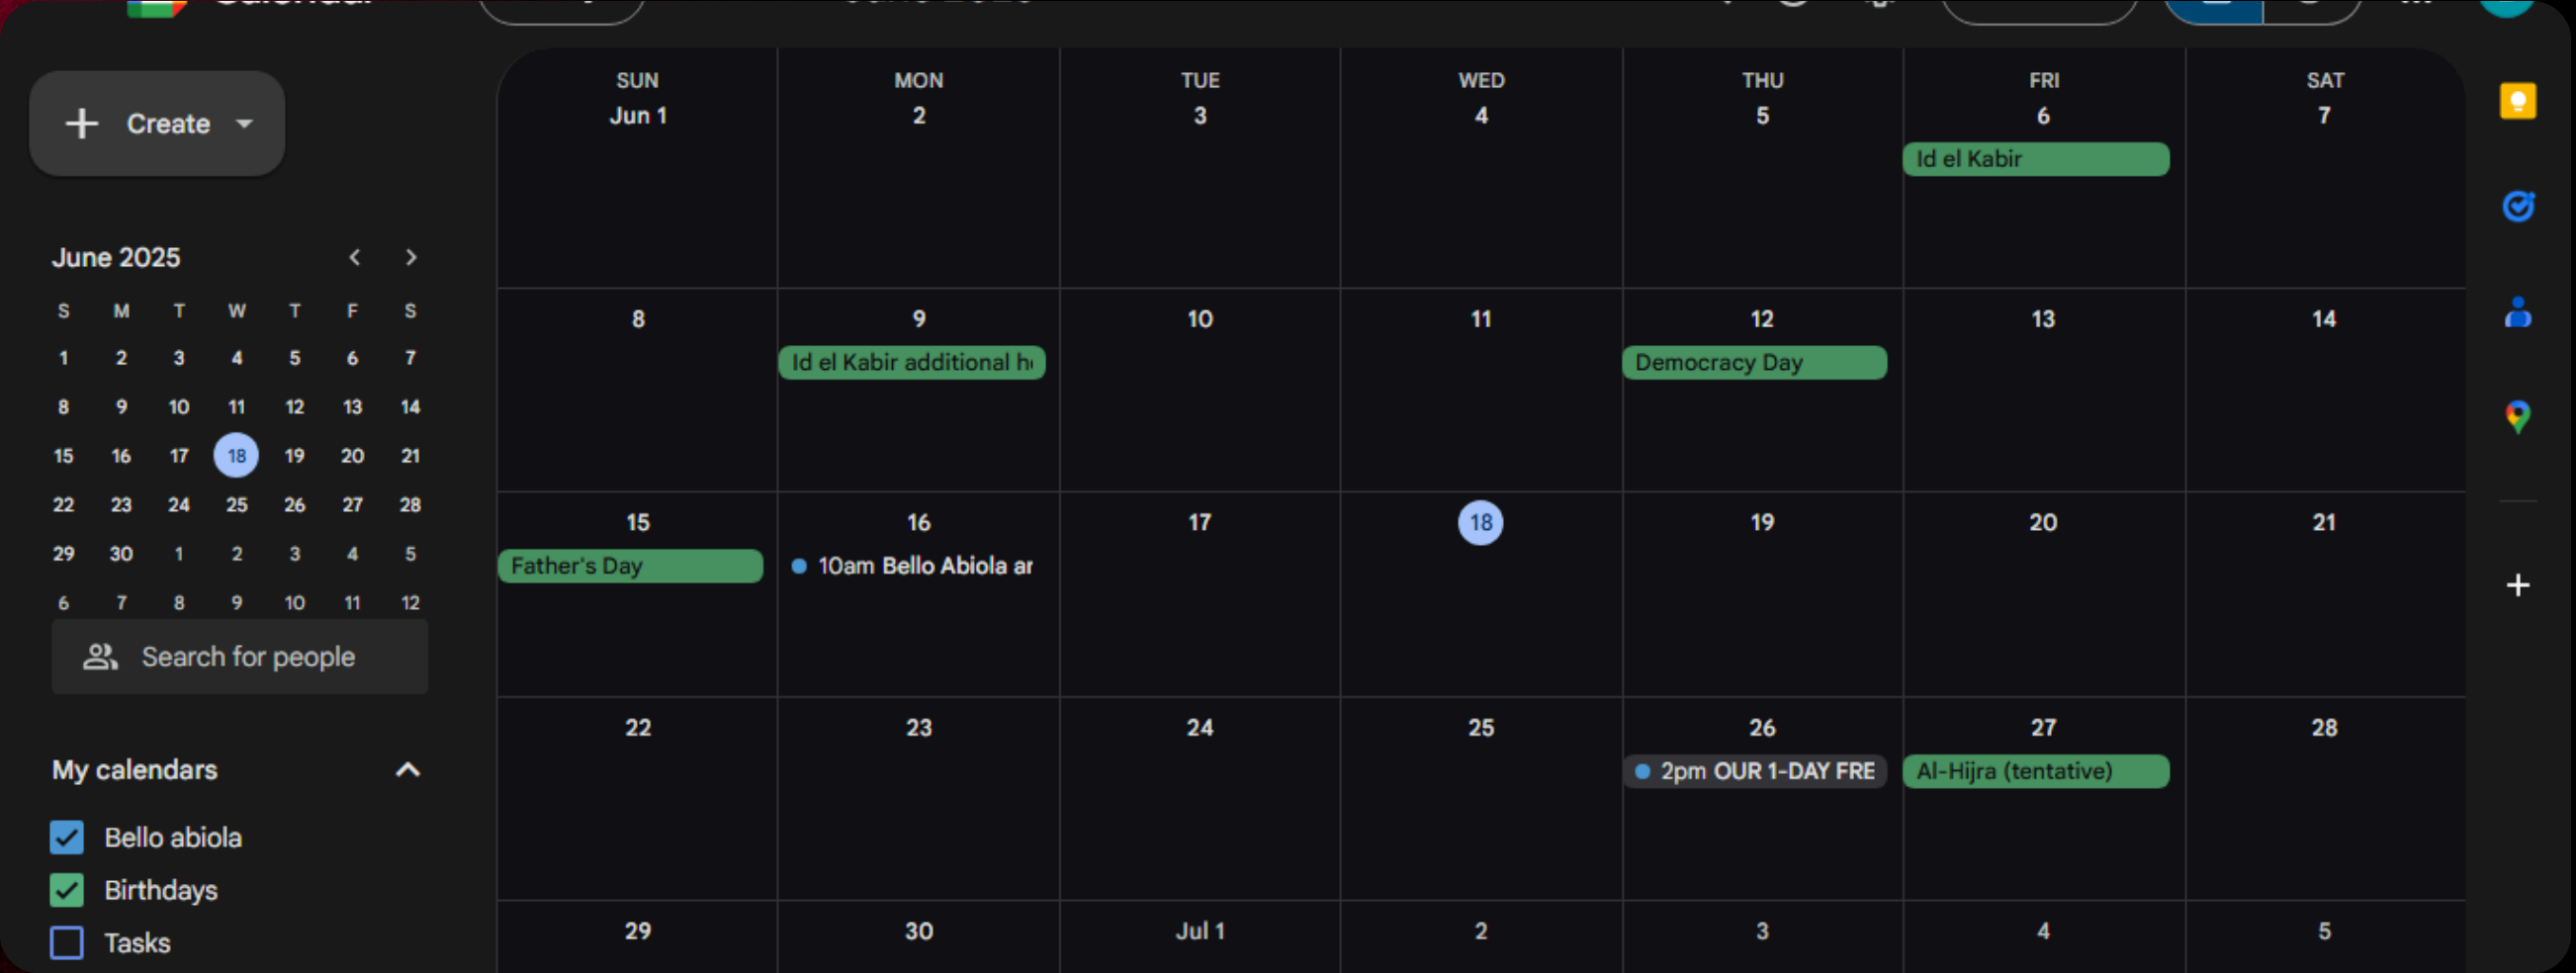 Create
June 2025
S M T W T F S
1 2 3 4 5 6 7
8 9 10 11 12 13 14
15 16 17 18 19 20 21
22 23 24 25 26 27 28
29 30 1 2 3 4 5
6 7 8 9 10 11 12
Search for people
My calendars
Bello abiola
Birthdays
Tasks
SUN MON TUE WED THU FRI SAT
Jun 1 2 3 4 5 6 7
Id el Kabir
8 9 10 11 12 13 14
Id el Kabir additional Democracy Day
15 16 17 18 19 20 21
Father's Day 10am Bello Abiola
22 23 24 25 26 27 28
2pm OUR 1-DAY FRE Al-Hijra (tentative)
29 30 Jul 1 2 3 4 5